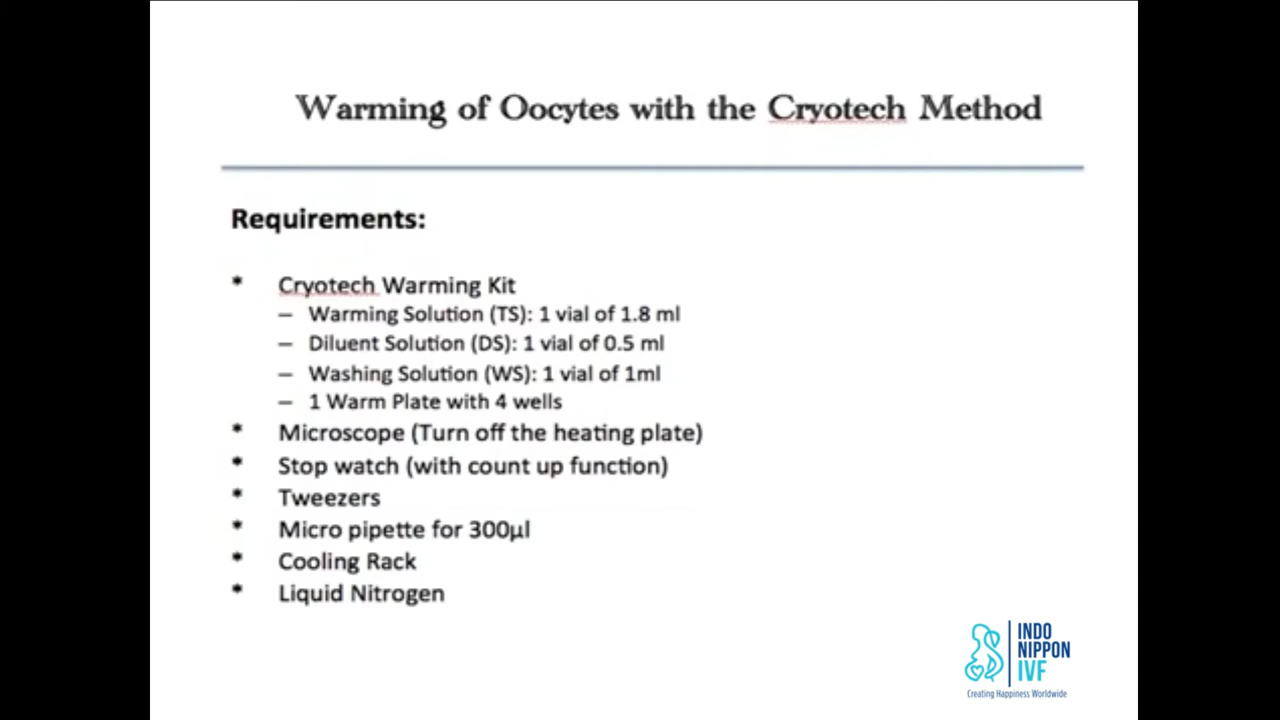 Warming of Oocytes with the Cryotech Method
Requirements:
* Cryotech Warming Kit
– Warming Solution (TS): 1 vial of 1.8 ml
– Diluent Solution (DS): 1 vial of 0.5 ml
– Washing Solution (WS): 1 vial of 1ml
– 1 Warm Plate with 4 wells
* Microscope (Turn off the heating plate)
* Stop watch (with count up function)
* Tweezers
* Micro pipette for 300µl
* Cooling Rack
* Liquid Nitrogen
INDO
NIPPON
IVF
Creating Happiness Worldwide